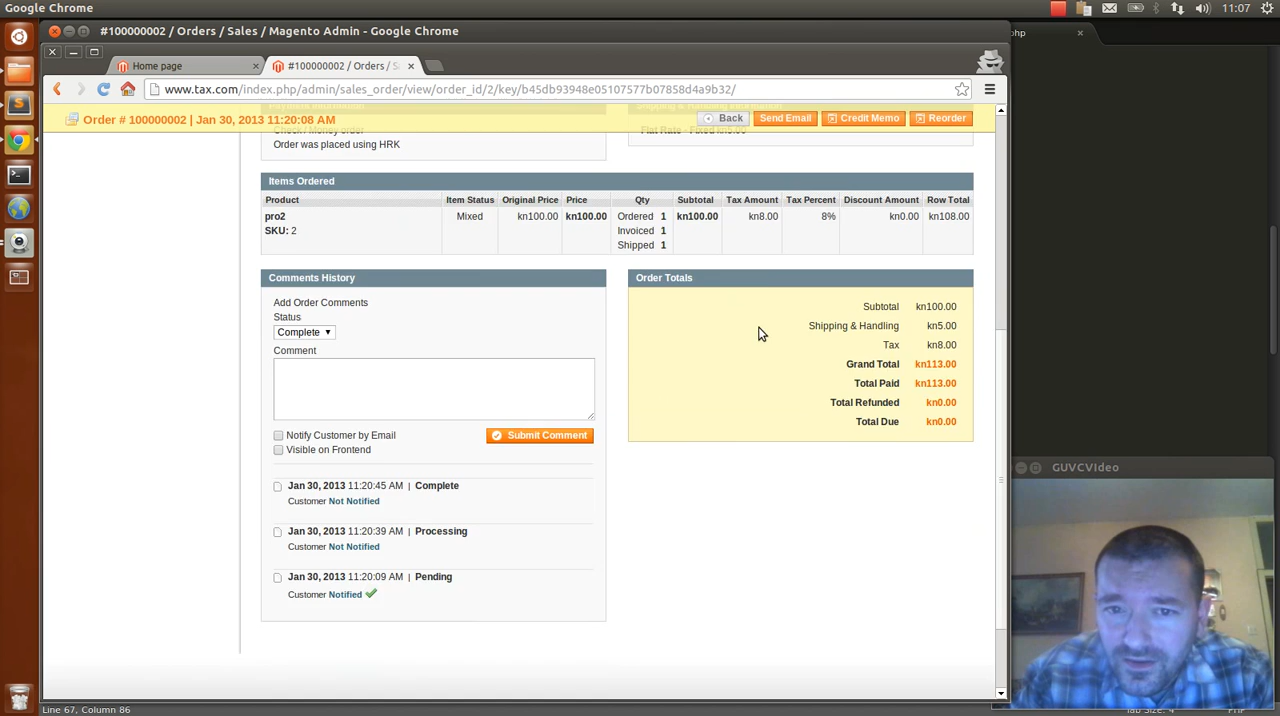 Google Chrome
11:07
#100000002 / Orders / Sales / Magento Admin - Google Chrome
Home page
#100000002 / Orders / S
www.tax.com/index.php/admin/sales_order/view/order_id/2/key/b45db93948e05107577b07858d4a9b32/
Order # 100000002 | Jan 30, 2013 11:20:08 AM
Back
Send Email
Credit Memo
Reorder
Check / Money order
Order was placed using HRK
Flat Rate - Fixed kn5.00
Items Ordered
Product Item Status Original Price Price Qty Subtotal Tax Amount Tax Percent Discount Amount Row Total
pro2 Mixed kn100.00 kn100.00 Ordered 1 kn100.00 kn8.00 8% kn0.00 kn108.00
SKU: 2 Invoiced 1
Shipped 1
Comments History
Add Order Comments
Status
Complete
Comment
Notify Customer by Email
Submit Comment
Visible on Frontend
Jan 30, 2013 11:20:45 AM | Complete
Customer Not Notified
Jan 30, 2013 11:20:39 AM | Processing
Customer Not Notified
Jan 30, 2013 11:20:09 AM | Pending
Customer Notified
Order Totals
Subtotal kn100.00
Shipping & Handling kn5.00
Tax kn8.00
Grand Total kn113.00
Total Paid kn113.00
Total Refunded kn0.00
Total Due kn0.00
php
GUVCVIdeo
Line 67, Column 86